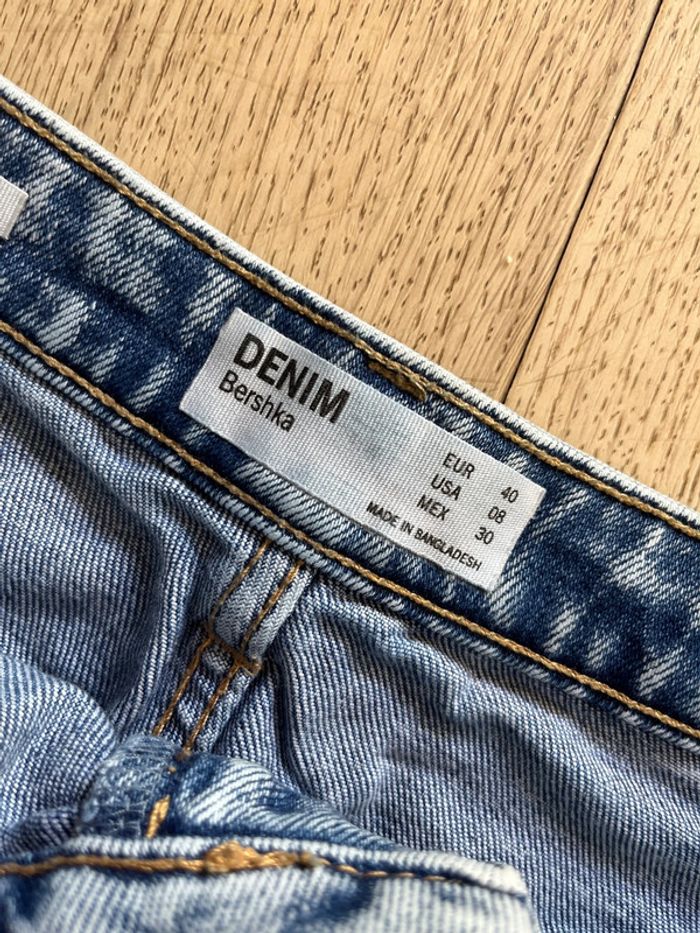 DENIM
Bershka
EUR 40
USA 08
MEX 30
MADE IN BANGLADESH